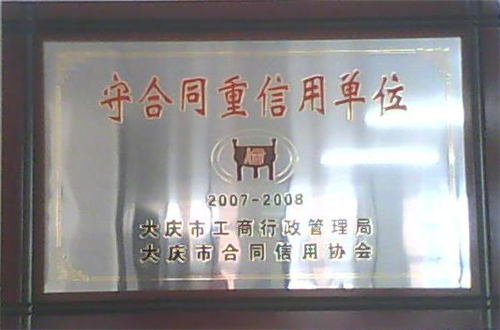 守合同重信用单位
信
2007-2008
大庆市工商行政管理局
大庆市合同信用协会